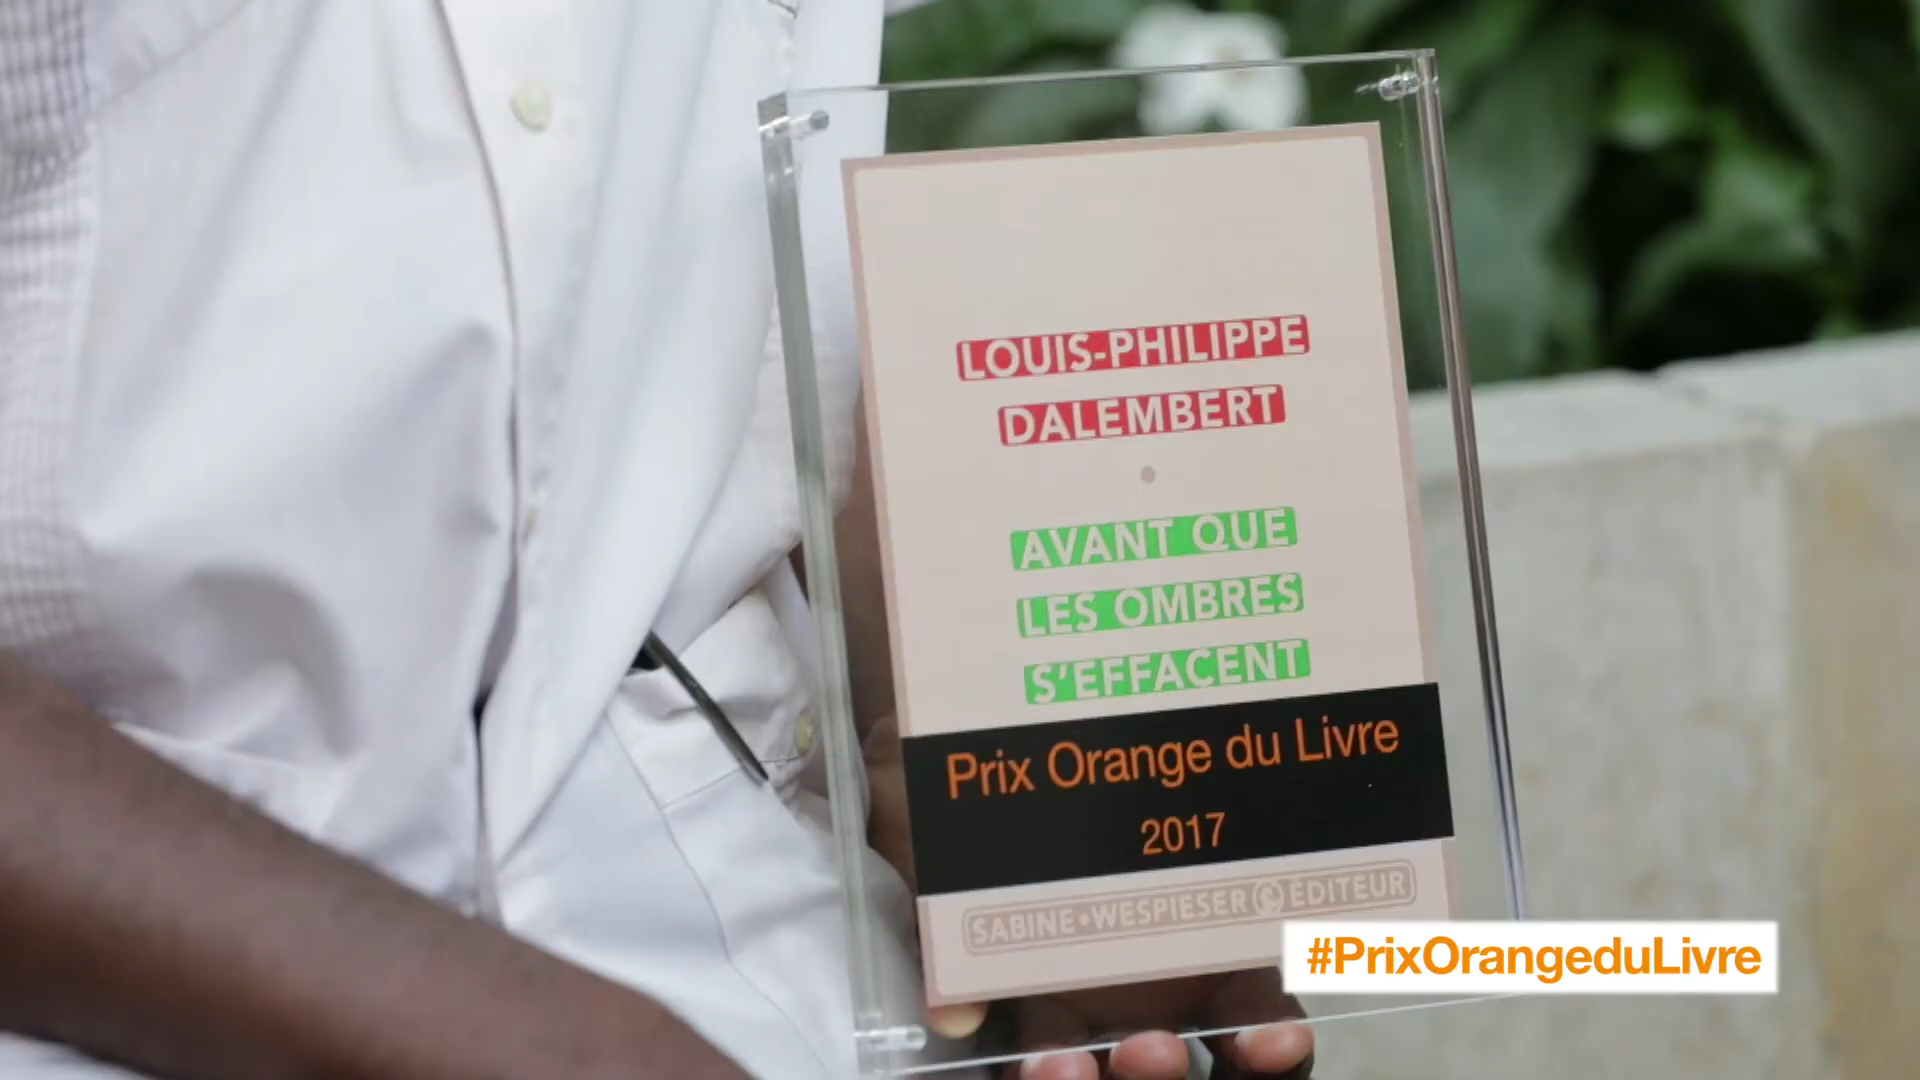 LOUIS-PHILIPPE
DALEMBERT
AVANT QUE
LES OMBRES
S'EFFACENT
Prix Orange du Livre
2017
SABINE•WESPIESER ÉDITEUR
#PrixOrangeduLivre